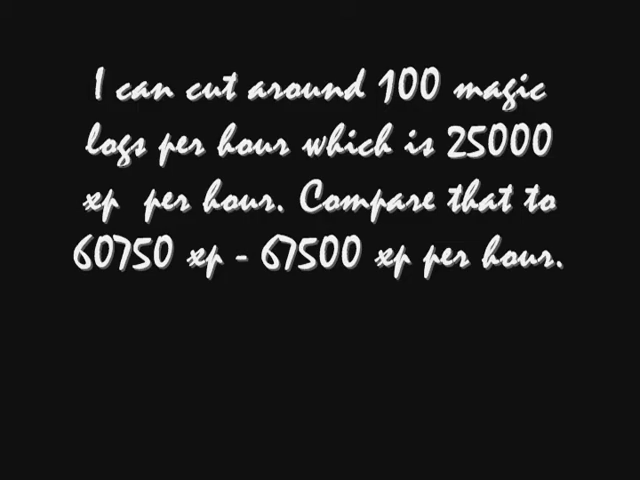 I can cut around 100 magic
logs per hour which is 25000
xp per hour. Compare that to
60750 xp - 67500 xp per hour.